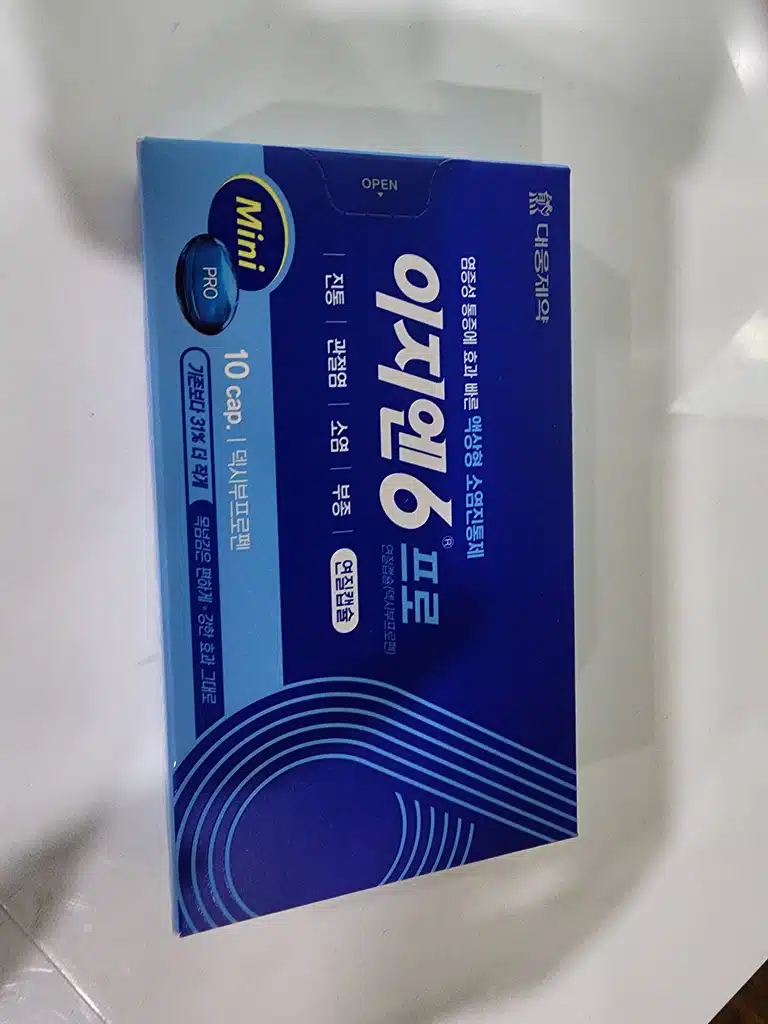 대웅제약
염증성 통증에 효과 빠른 액상형 소염진통제
이지엔6® 프로
연질캡슐(덱시부프로펜)
진통 | 관절염 | 소염 | 부종 | 연질캡슐
OPEN
Mini
PRO
10 cap. | 덱시부프로펜
기존보다 31% 더 작게
목넘김은 편하게 · 강한 효과 그대로